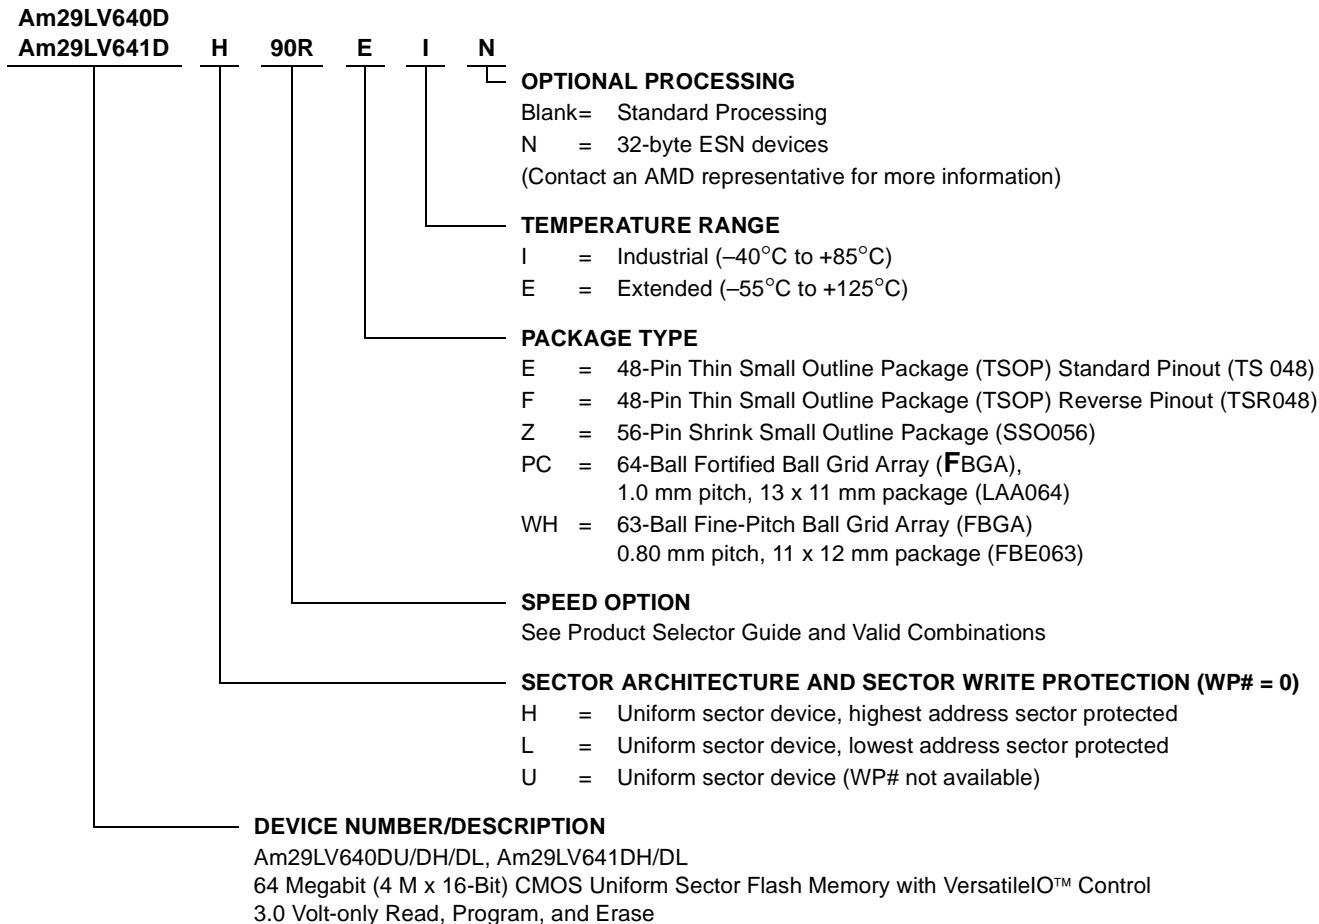 Am29LV640D
Am29LV641D H 90R E I N
OPTIONAL PROCESSING
Blank= Standard Processing
N = 32-byte ESN devices
(Contact an AMD representative for more information)
TEMPERATURE RANGE
I = Industrial (–40°C to +85°C)
E = Extended (–55°C to +125°C)
PACKAGE TYPE
E = 48-Pin Thin Small Outline Package (TSOP) Standard Pinout (TS 048)
F = 48-Pin Thin Small Outline Package (TSOP) Reverse Pinout (TSR048)
Z = 56-Pin Shrink Small Outline Package (SSO056)
PC = 64-Ball Fortified Ball Grid Array (FBGA),
1.0 mm pitch, 13 x 11 mm package (LAA064)
WH = 63-Ball Fine-Pitch Ball Grid Array (FBGA)
0.80 mm pitch, 11 x 12 mm package (FBE063)
SPEED OPTION
See Product Selector Guide and Valid Combinations
SECTOR ARCHITECTURE AND SECTOR WRITE PROTECTION (WP# = 0)
H = Uniform sector device, highest address sector protected
L = Uniform sector device, lowest address sector protected
U = Uniform sector device (WP# not available)
DEVICE NUMBER/DESCRIPTION
Am29LV640DU/DH/DL, Am29LV641DH/DL
64 Megabit (4 M x 16-Bit) CMOS Uniform Sector Flash Memory with VersatileIO™ Control
3.0 Volt-only Read, Program, and Erase